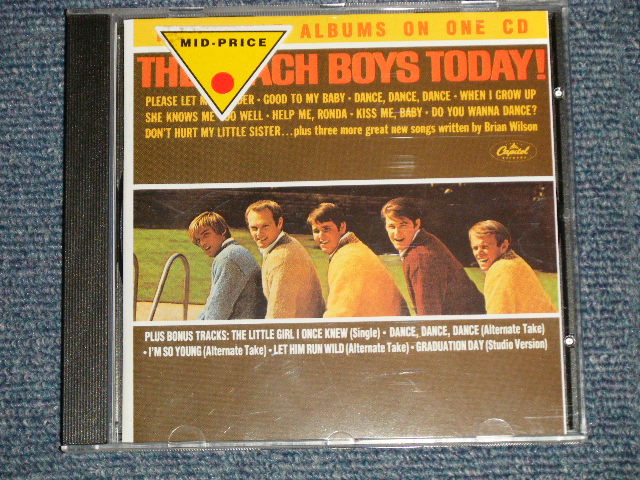 ALBUMS ON ONE CD
MID-PRICE
TH ACH BOYS TODAY!
PLEASE LET M DER • GOOD TO MY BABY • DANCE, DANCE, DANCE • WHEN I GROW UP
SHE KNOWS ME OO WELL • HELP ME, RONDA • KISS ME, BABY • DO YOU WANNA DANCE?
DON'T HURT MY LITTLE SISTER...plus three more great new songs written by Brian Wilson
Capitol
PLUS BONUS TRACKS: THE LITTLE GIRL I ONCE KNEW (Single) • DANCE, DANCE, DANCE (Alternate Take)
• I'M SO YOUNG (Alternate Take) • LET HIM RUN WILD (Alternate Take) • GRADUATION DAY (Studio Version)